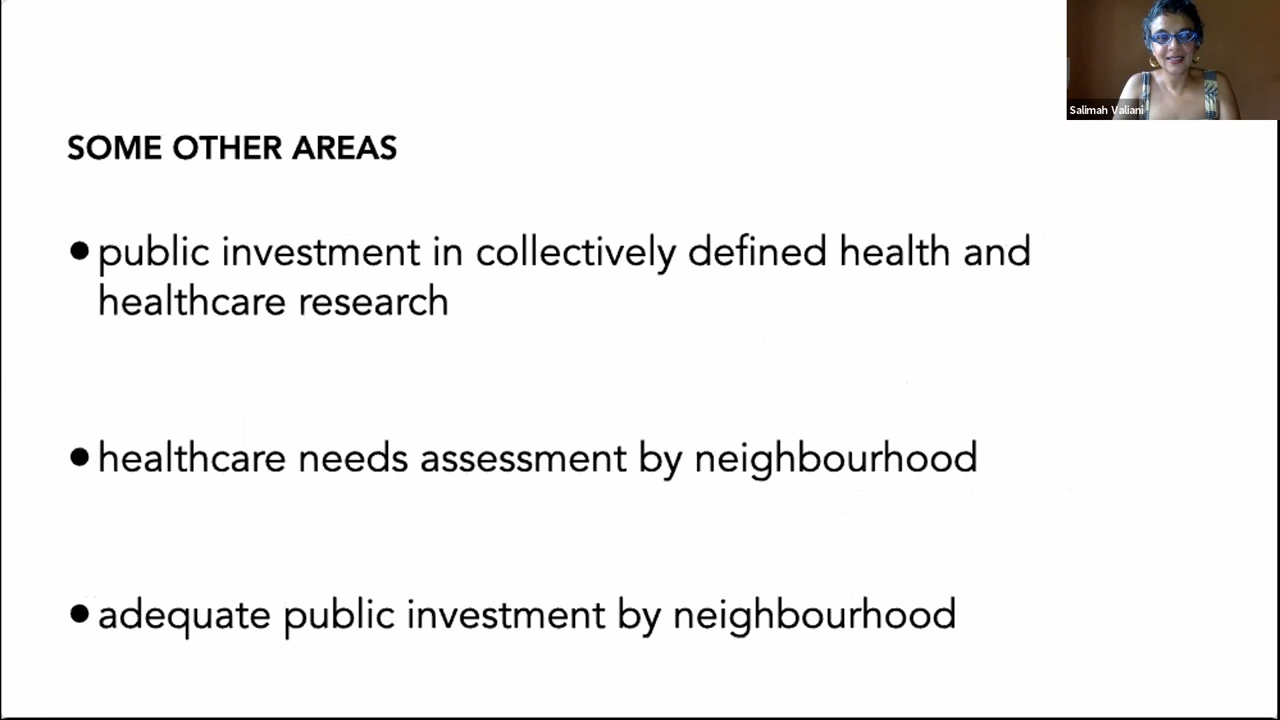 Salimah Valiani
SOME OTHER AREAS
• public investment in collectively defined health and
healthcare research
• healthcare needs assessment by neighbourhood
• adequate public investment by neighbourhood